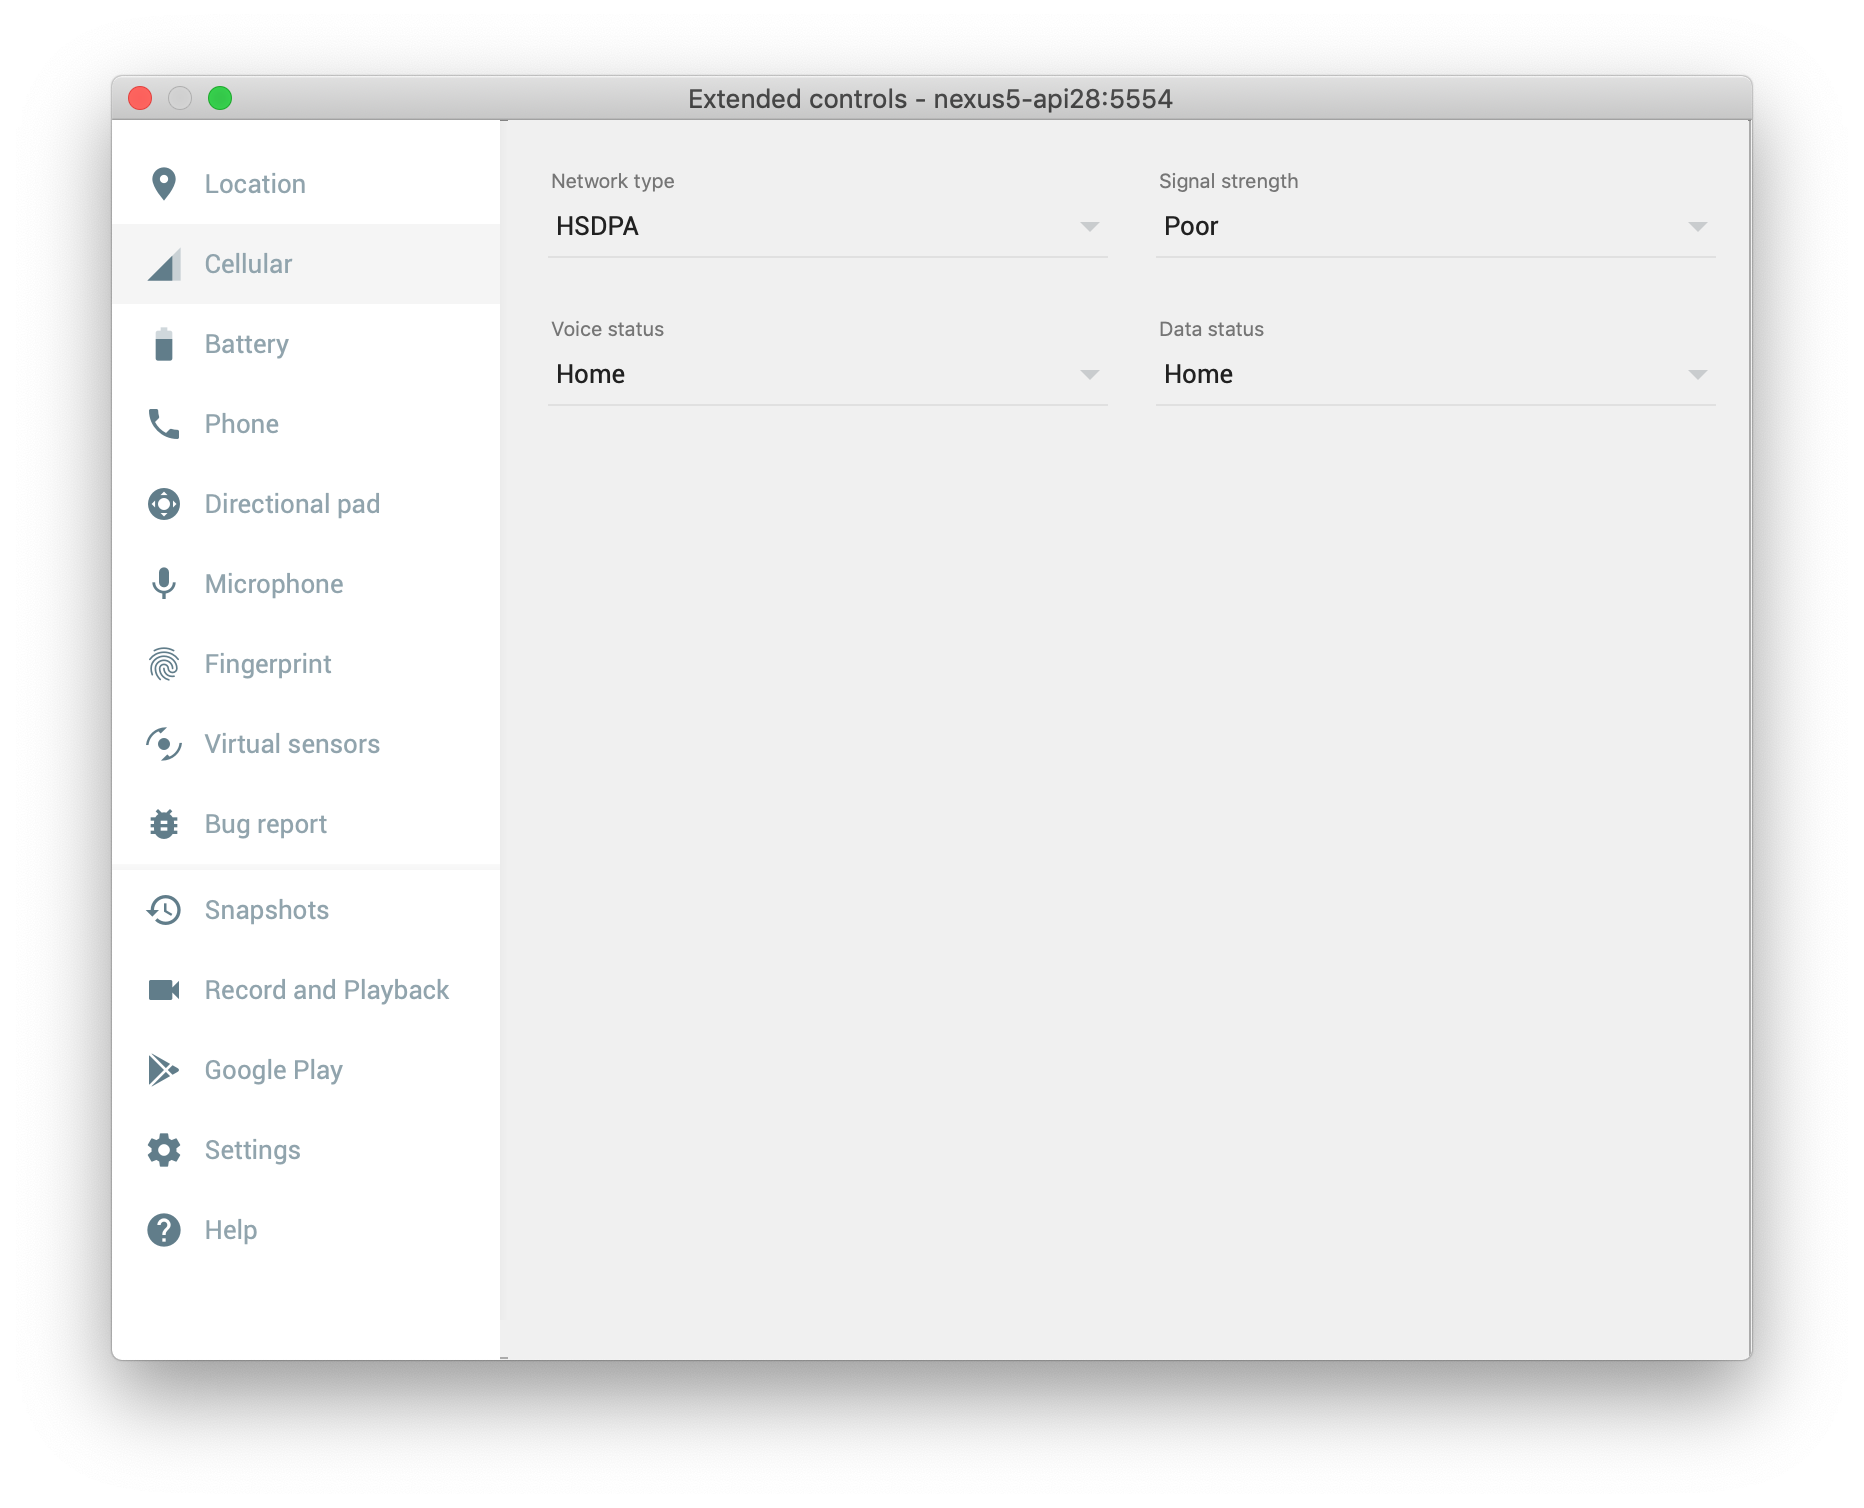 Extended controls - nexus5-api28:5554
Location
Cellular
Battery
Phone
Directional pad
Microphone
Fingerprint
Virtual sensors
Bug report
Snapshots
Record and Playback
Google Play
Settings
Help
Network type
HSDPA
Signal strength
Poor
Voice status
Home
Data status
Home